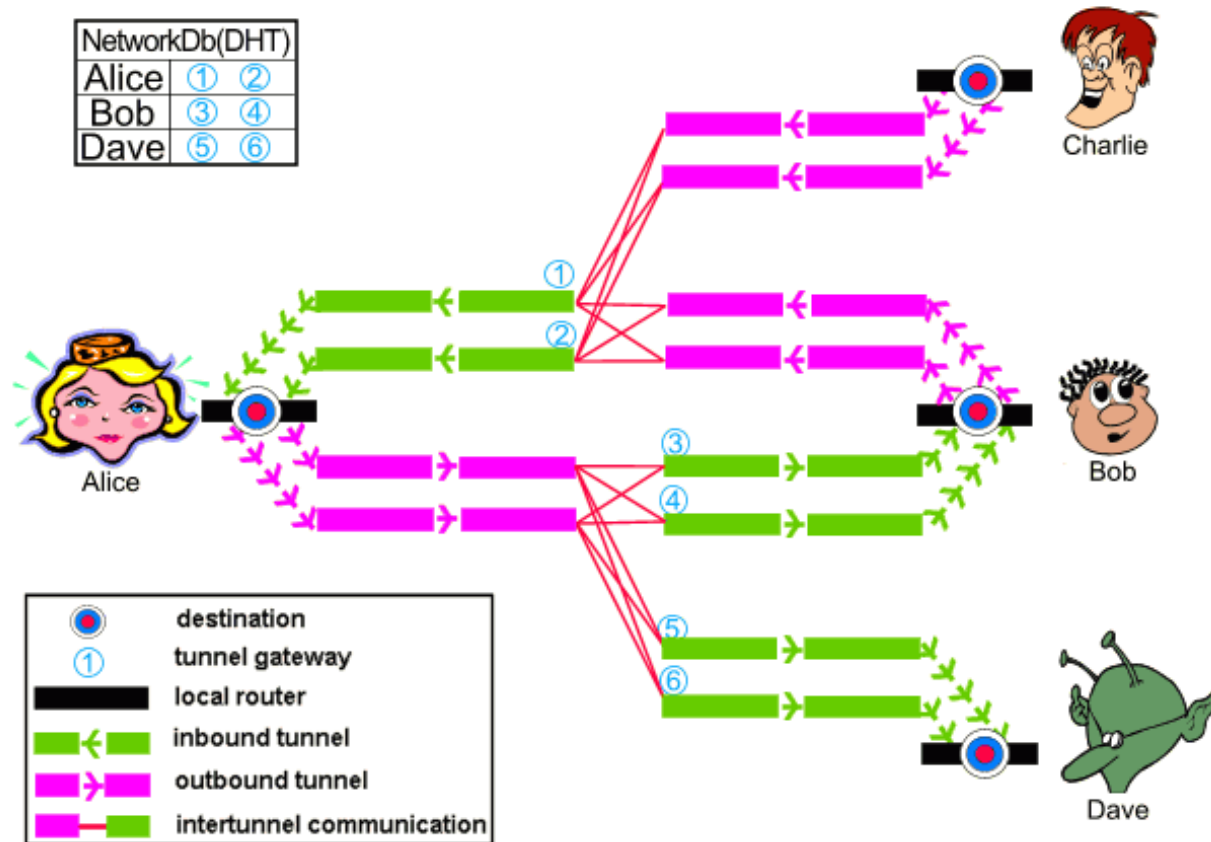 NetworkDb(DHT)
Alice 1 2
Bob 3 4
Dave 5 6
Charlie
1
2
Alice
3
4
Bob
5
6
Dave
destination
1 tunnel gateway
local router
inbound tunnel
outbound tunnel
intertunnel communication